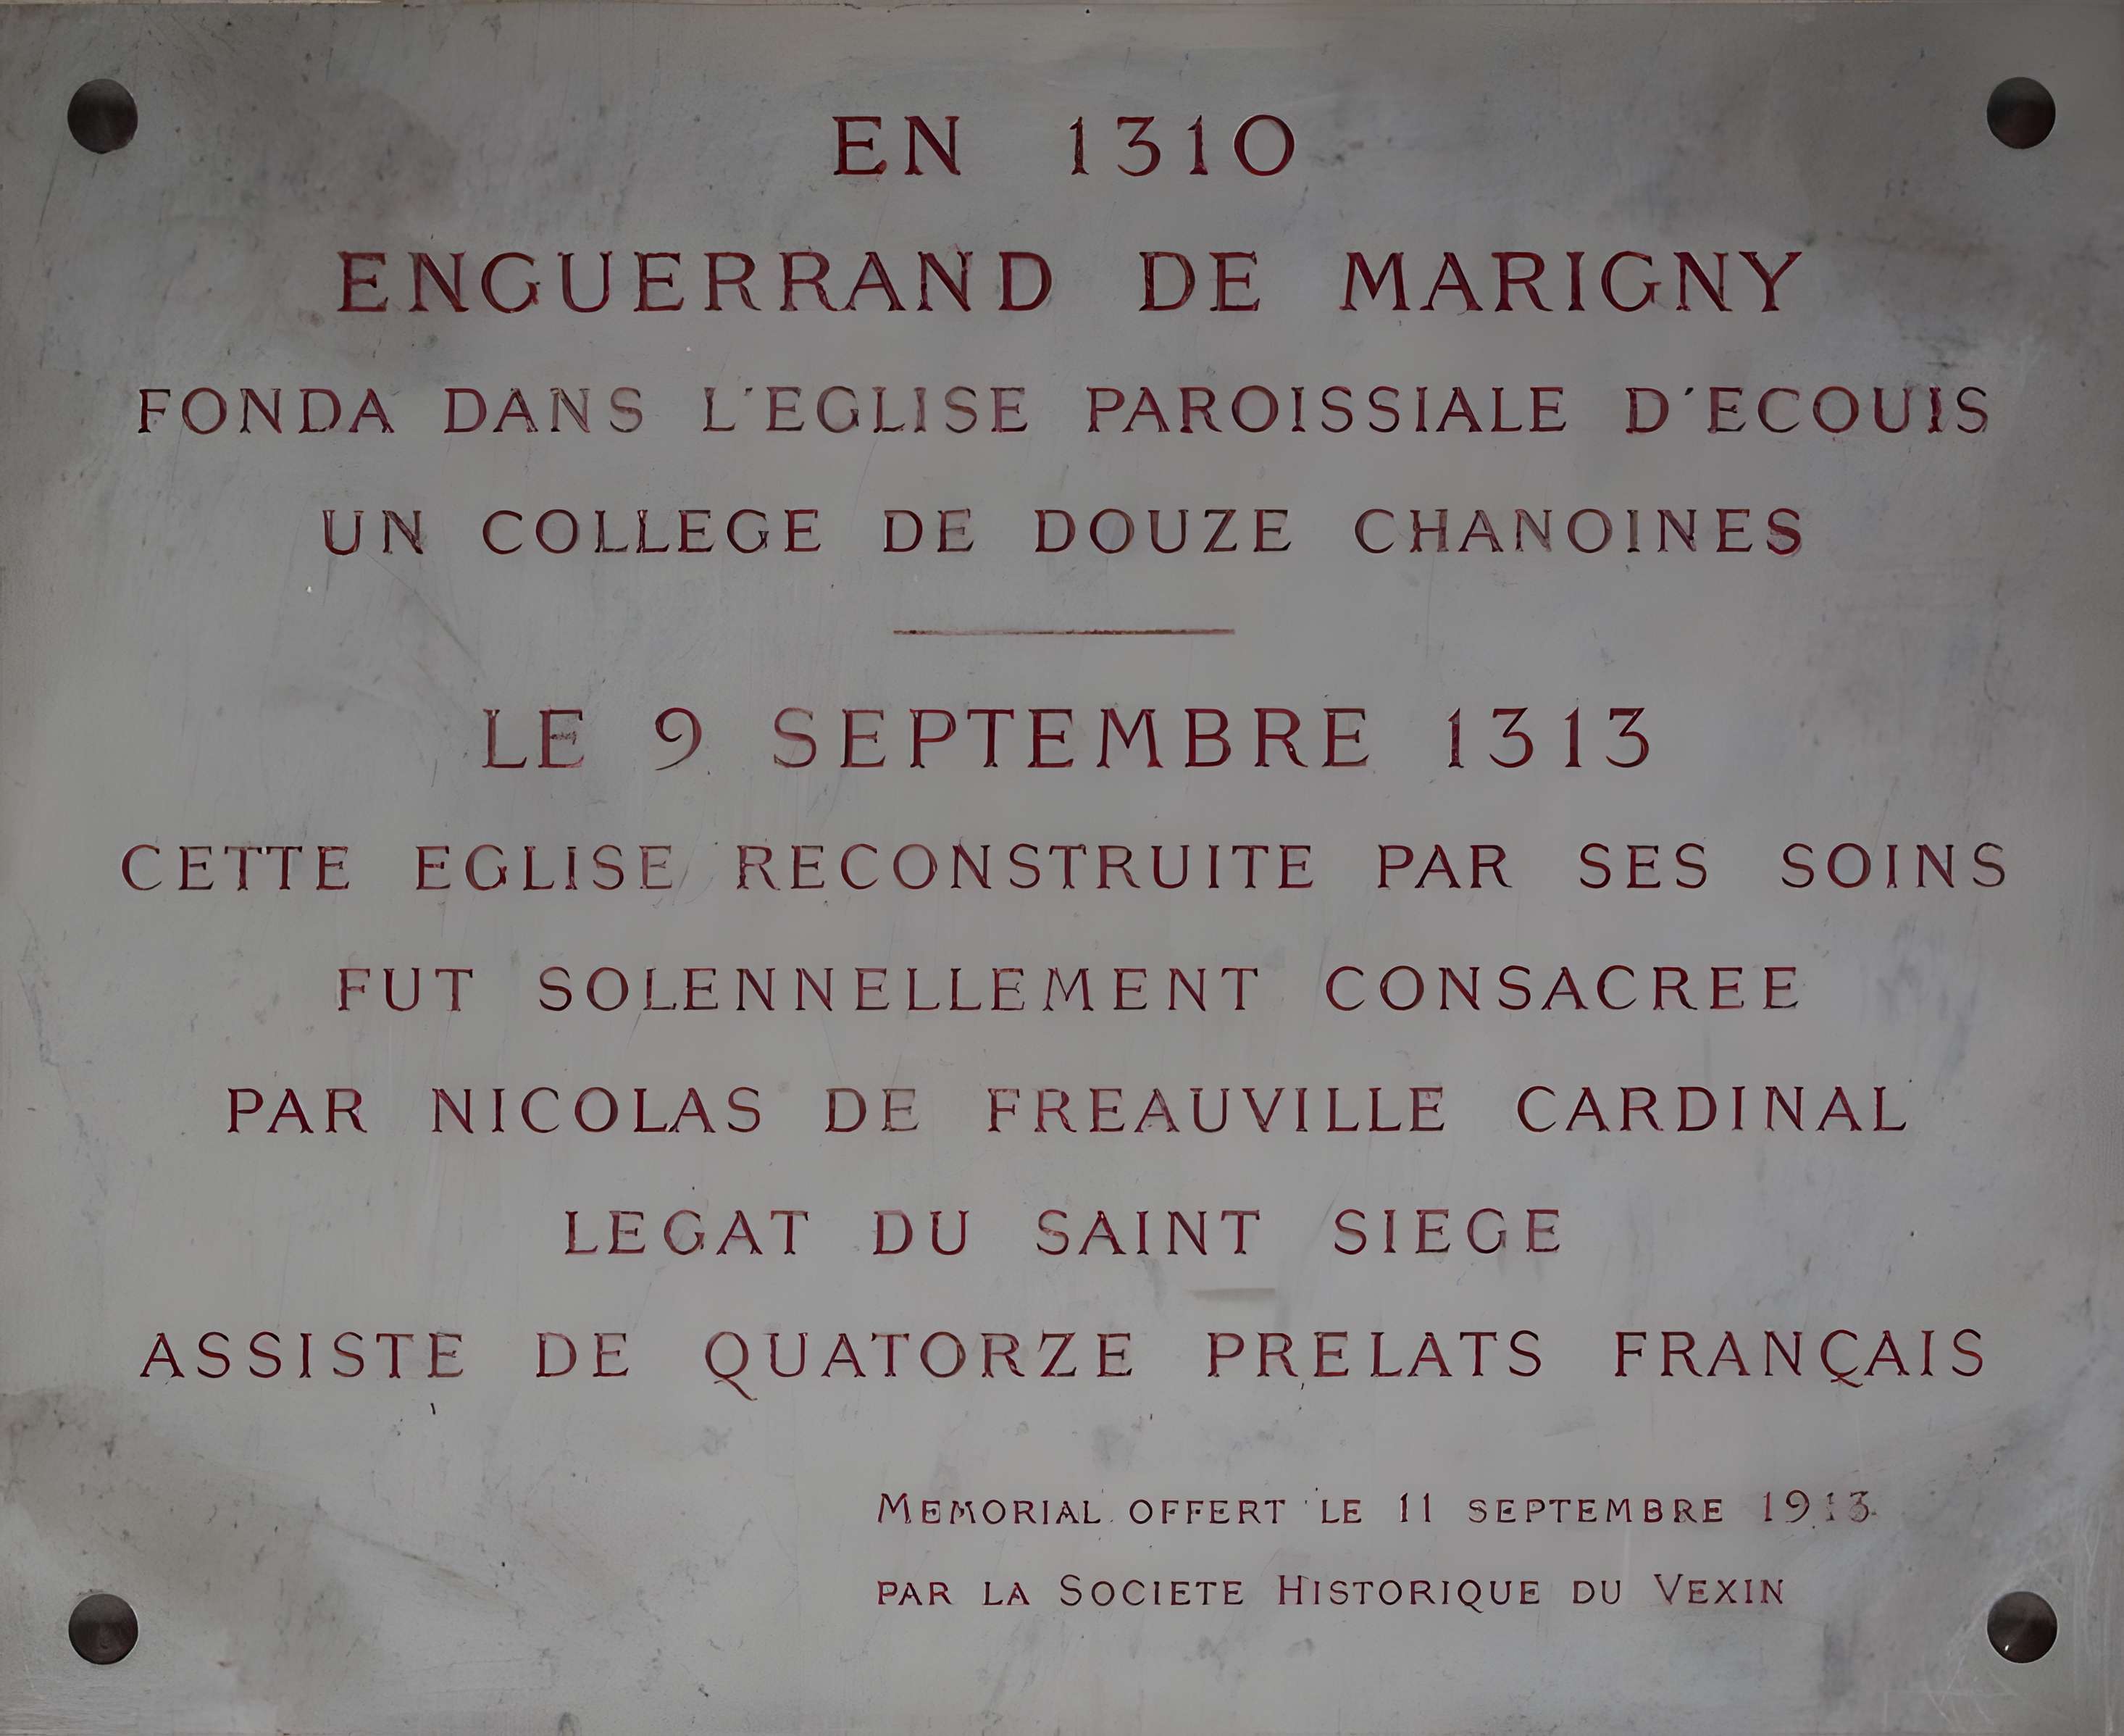 EN 1310
ENGUERRAND DE MARIGNY
FONDA DANS L'EGLISE PAROISSIALE D'ECOUIS
UN COLLEGE DE DOUZE CHANOINES
LE 9 SEPTEMBRE 1313
CETTE EGLISE RECONSTRUITE PAR SES SOINS
FUT SOLENNELLEMENT CONSACREE
PAR NICOLAS DE FREAUVILLE CARDINAL
LEGAT DU SAINT SIEGE
ASSISTE DE QUATORZE PRELATS FRANÇAIS
MEMORIAL OFFERT LE 11 SEPTEMBRE 1913
PAR LA SOCIETE HISTORIQUE DU VEXIN